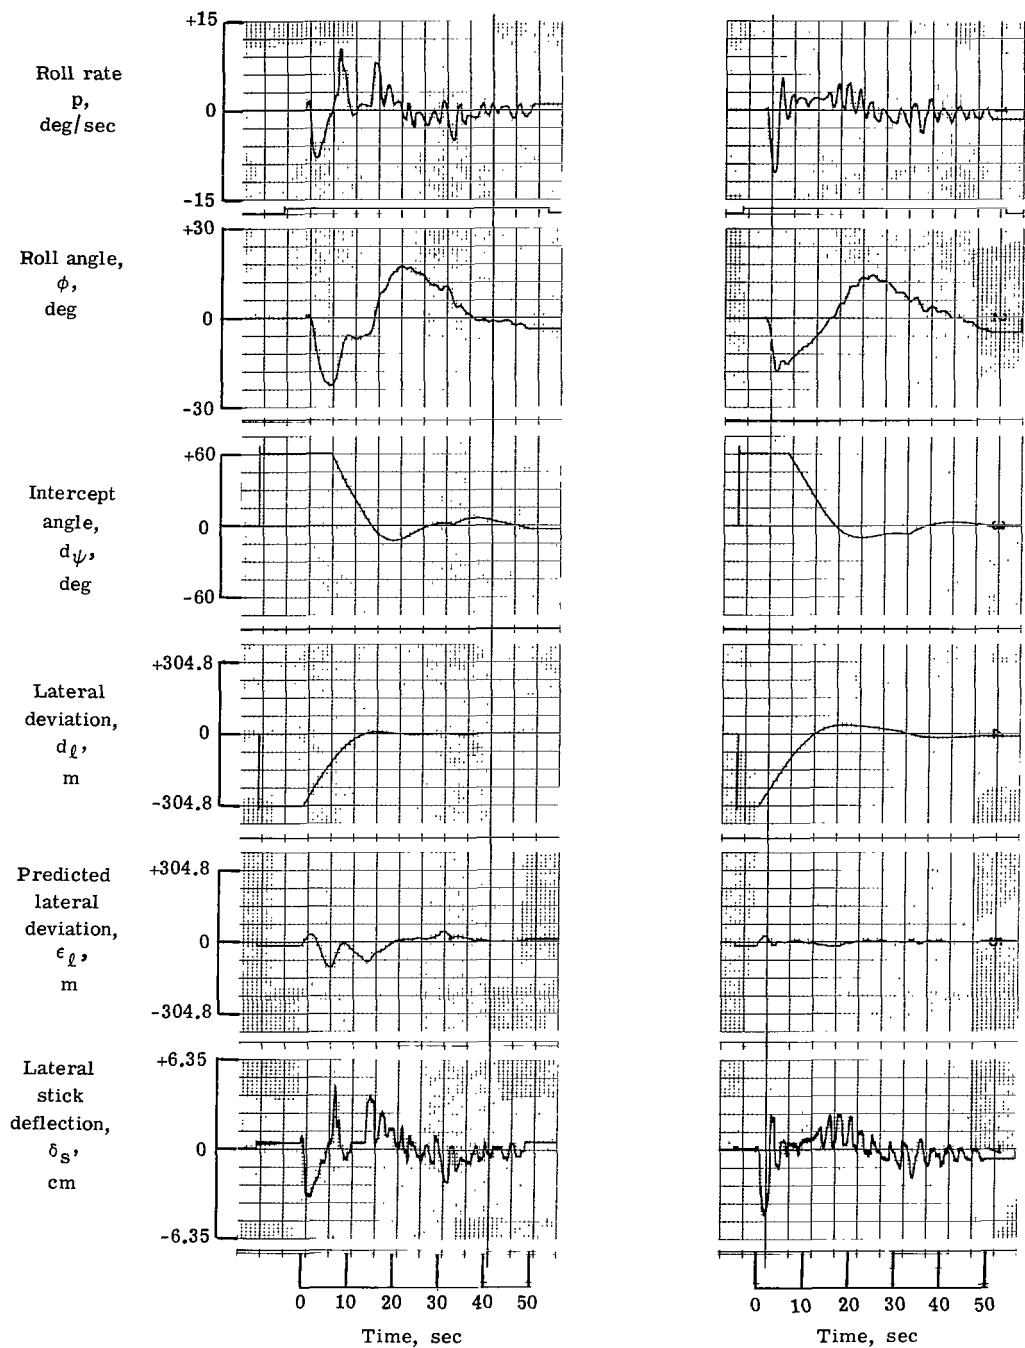 +15
Roll rate
p,
deg/sec
0
-15
+30
Roll angle,
ϕ,
deg
0
-30
+60
Intercept
angle,
dψ,
deg
0
-60
+304.8
Lateral
deviation,
dℓ,
m
0
-304.8
+304.8
Predicted
lateral
deviation,
ϵℓ,
m
0
-304.8
+6.35
Lateral
stick
deflection,
δs,
cm
0
-6.35
0 10 20 30 40 50
Time, sec
0 10 20 30 40 50
Time, sec